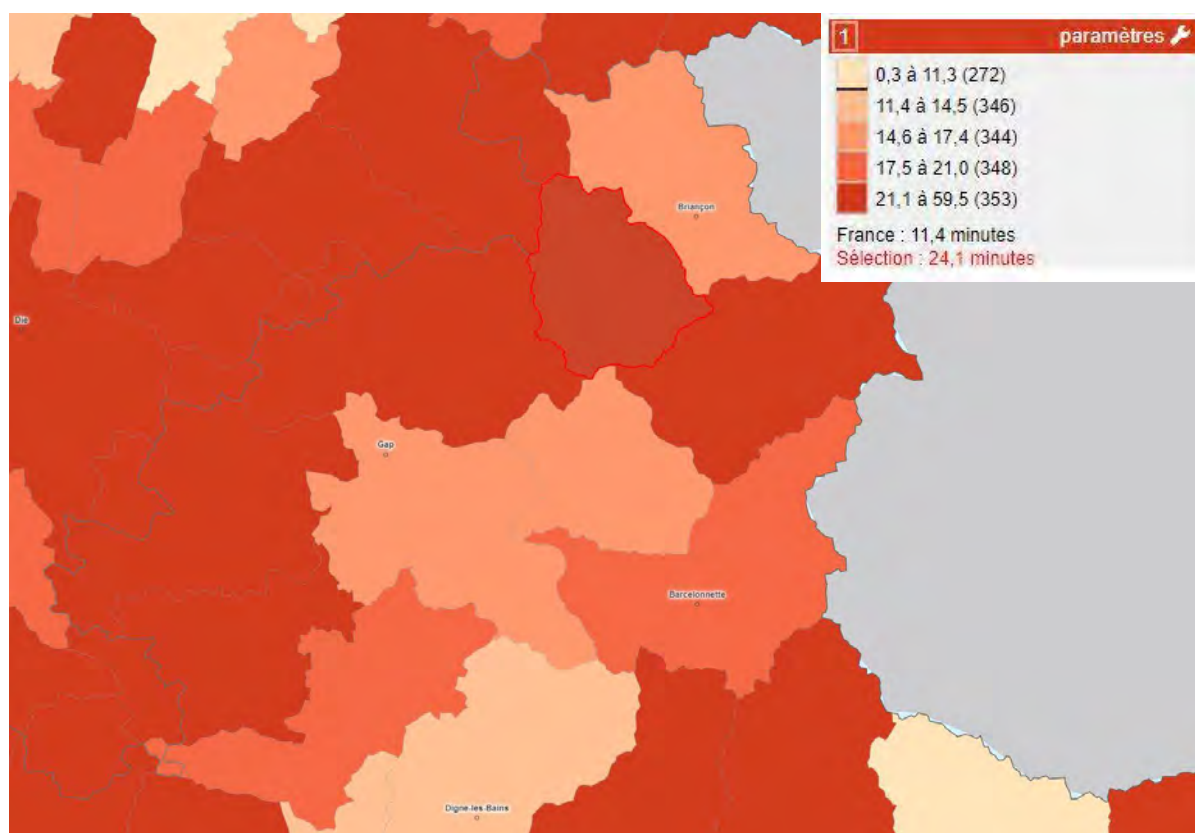 1 paramètres
0,3 à 11,3 (272)
11,4 à 14,5 (346)
14,6 à 17,4 (344)
17,5 à 21,0 (348)
21,1 à 59,5 (353)
France : 11,4 minutes
Sélection : 24,1 minutes
Briançon
Die
Gap
Barcelonnette
Digne-les-Bains